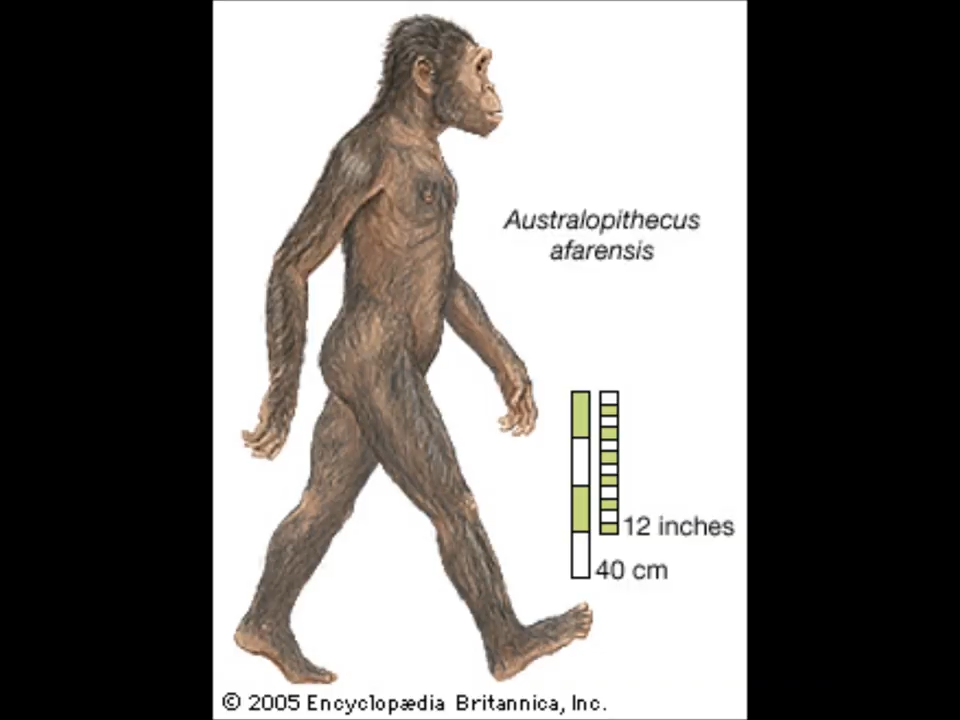 Australopithecus
afarensis
12 inches
40 cm
© 2005 Encyclopædia Britannica, Inc.